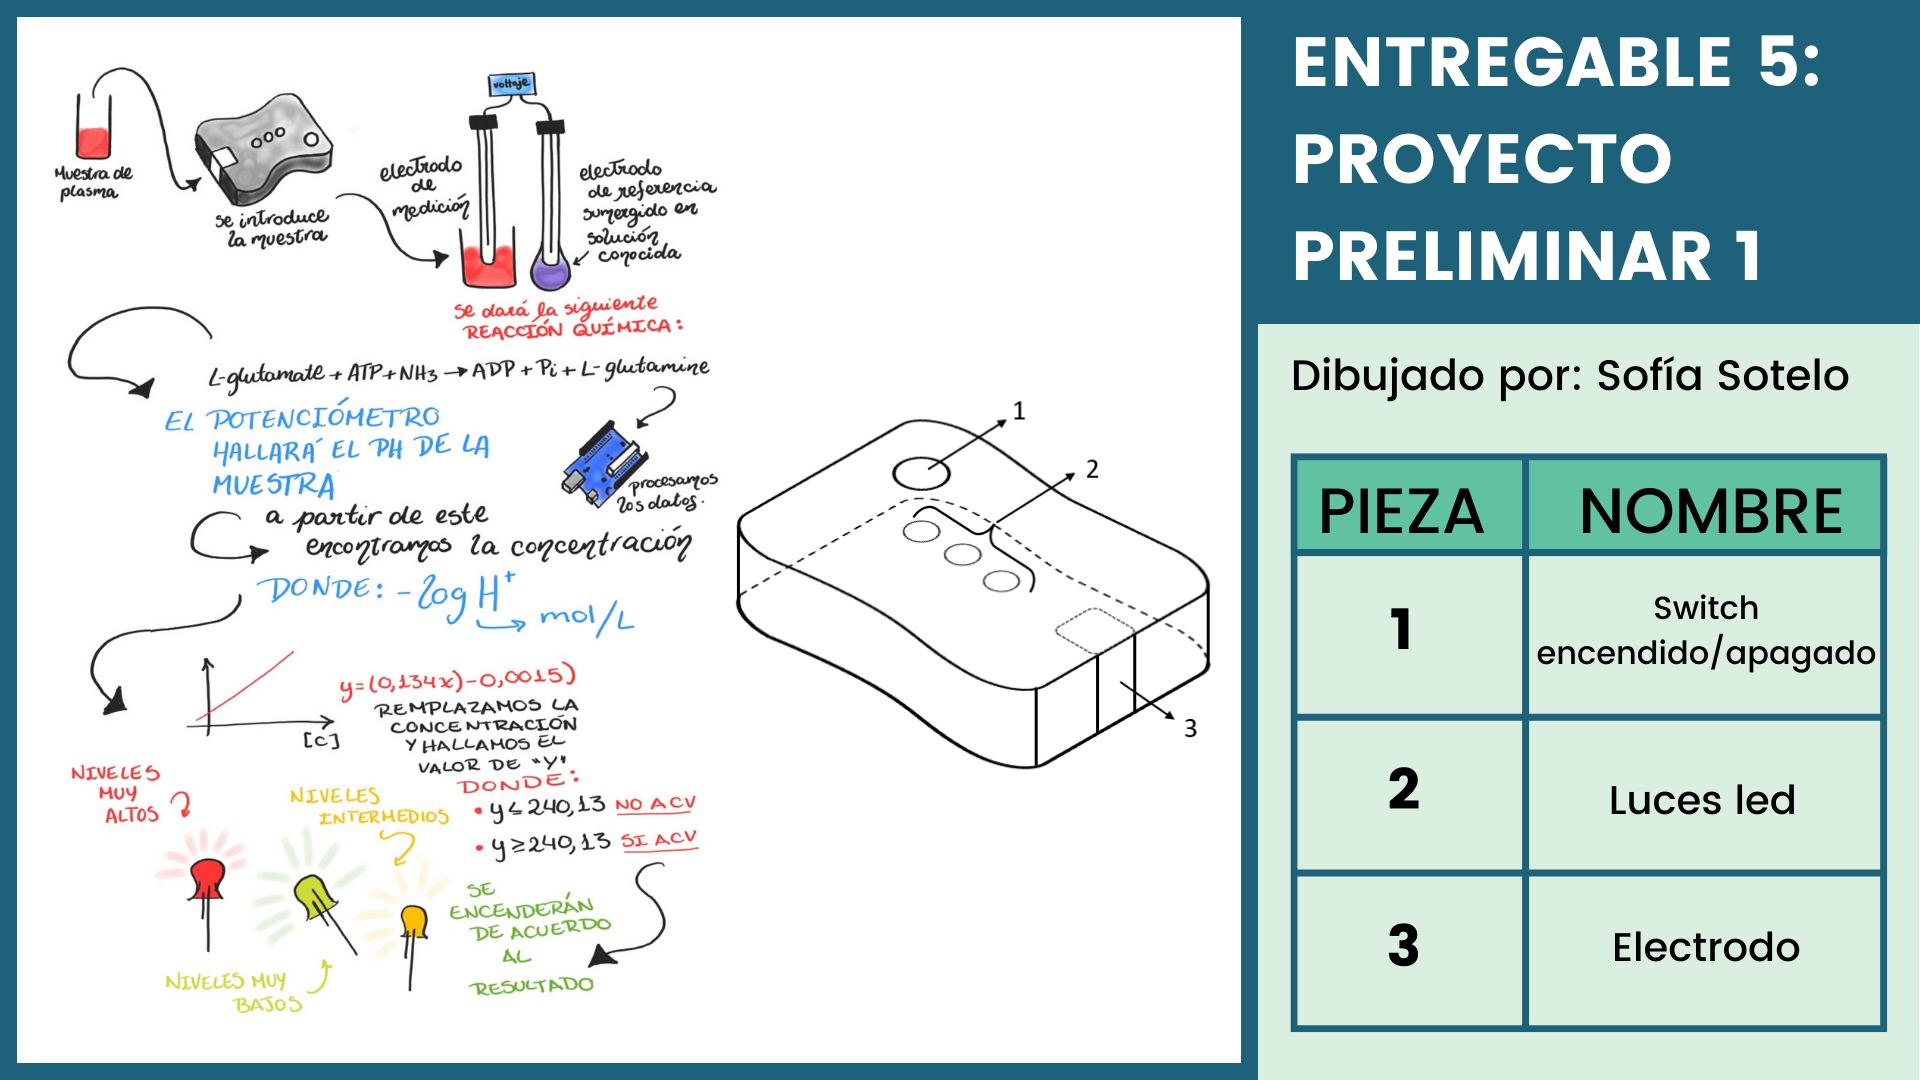 Muestra de
plasma
se introduce
la muestra
voltaje
electrodo
de
medición
electrodo
de referencia
sumergido en
solución
conocida
se dará la siguiente
REACCIÓN QUÍMICA:
L-glutamate + ATP + NH3 → ADP + Pi + L-glutamine
EL POTENCIÓMETRO
HALLARÁ EL PH DE LA
MUESTRA
procesamos
los datos.
a partir de este
encontramos la concentración
DONDE: -log H+
mol/L
[c]
y=(0,134x)-0,0015)
REMPLAZAMOS LA
CONCENTRACIÓN
Y HALLAMOS EL
VALOR DE "Y"
DONDE:
• y ≤ 240,13 NO ACV
• y ≥ 240,13 SI ACV
NIVELES
MUY
ALTOS
NIVELES
INTERMEDIOS
NIVELES MUY
BAJOS
SE
ENCENDERÁN
DE ACUERDO
AL
RESULTADO
1
2
3
ENTREGABLE 5:
PROYECTO
PRELIMINAR 1
Dibujado por: Sofía Sotelo
PIEZA NOMBRE
1 Switch
encendido/apagado
2 Luces led
3 Electrodo